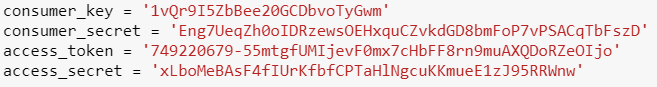 consumer_key = '1vQr9I5ZbBee20GCDbvoTyGwm'
consumer_secret = 'Eng7UeqZh0oIDRzewsOEHxquCZvkdGD8bmFoP7vPSACqTbFszD'
access_token = '749220679-55mtgfUMIjevF0mx7cHbFF8rn9muAXQDoRZeOIjo'
access_secret = 'xLboMeBAsF4fIUrKfbfCPTaHlNgcuKKmueE1zJ95RRWnw'